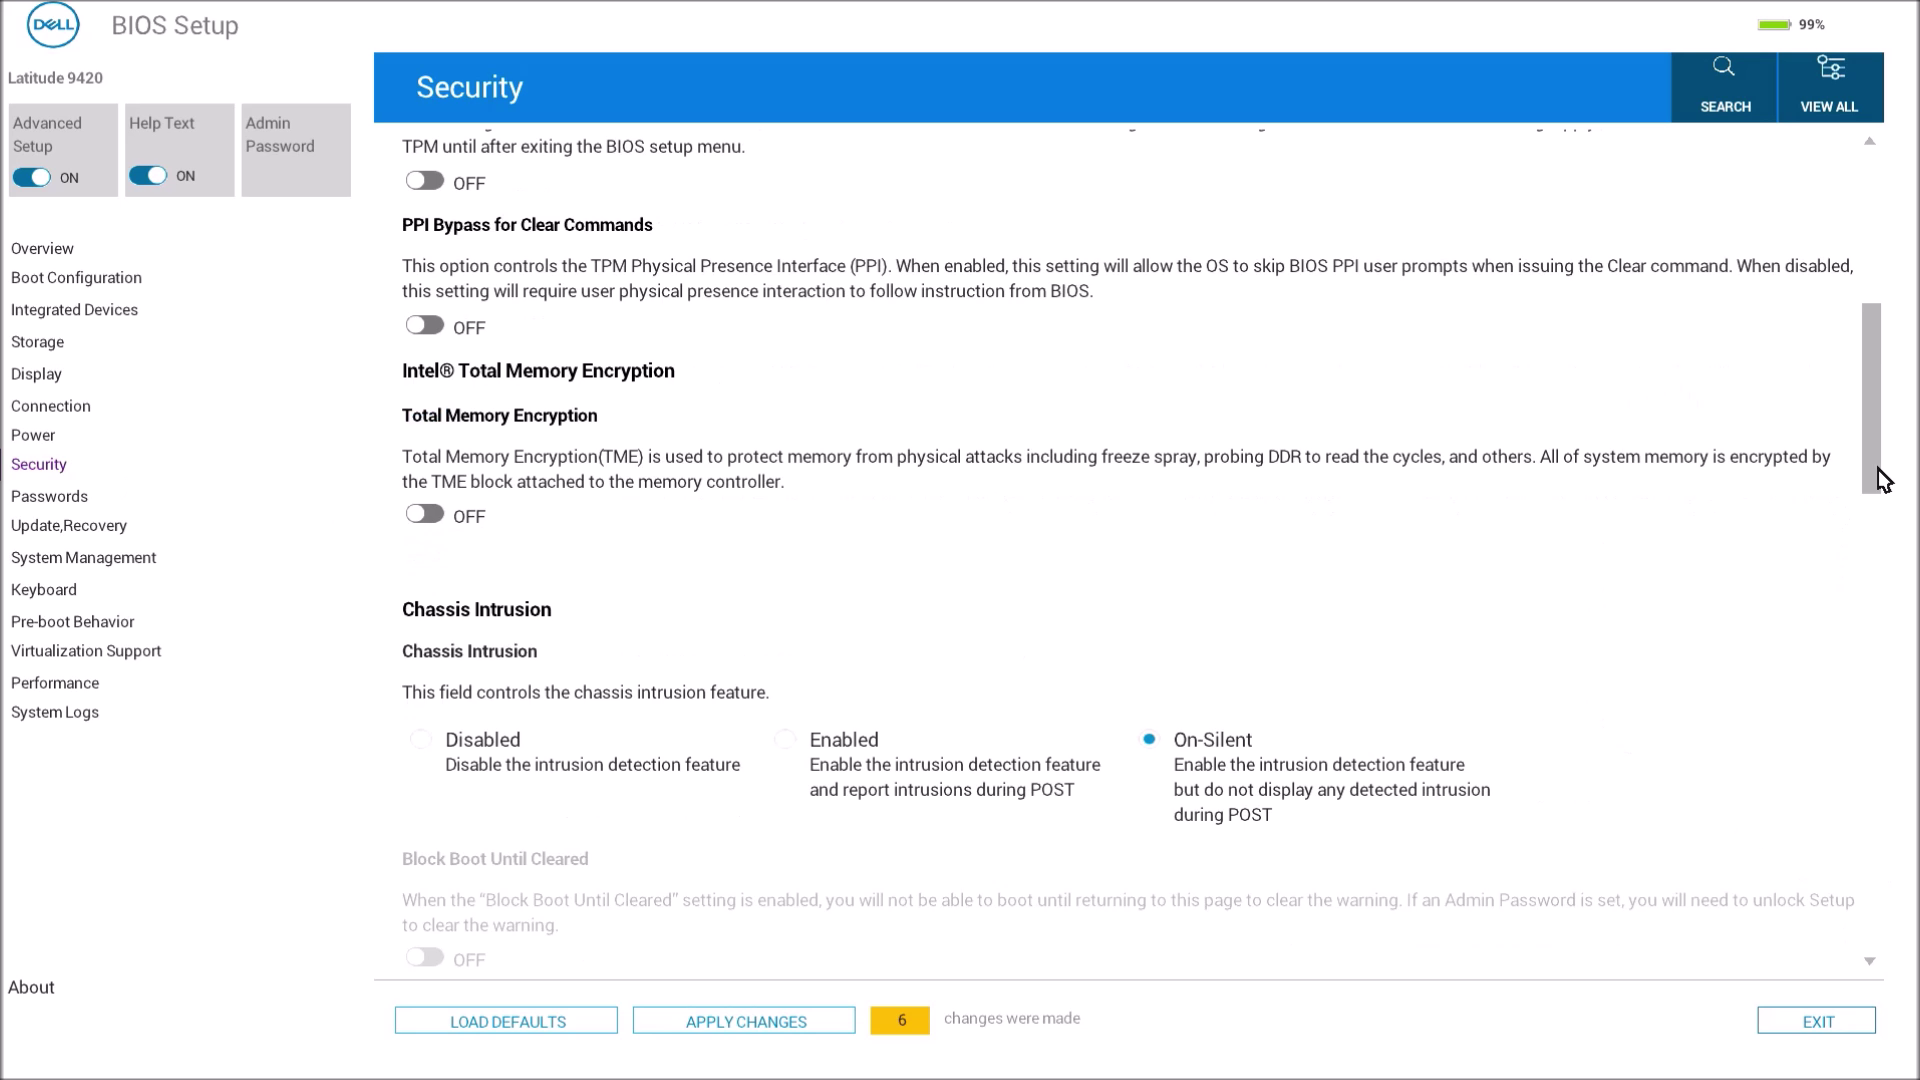 DELL
BIOS Setup
99%
Latitude 9420
Advanced
Setup
ON
Help Text
ON
Admin
Password
Security
SEARCH
VIEW ALL
Overview
Boot Configuration
Integrated Devices
Storage
Display
Connection
Power
Security
Passwords
Update,Recovery
System Management
Keyboard
Pre-boot Behavior
Virtualization Support
Performance
System Logs
About
TPM until after exiting the BIOS setup menu.
OFF
PPI Bypass for Clear Commands
This option controls the TPM Physical Presence Interface (PPI). When enabled, this setting will allow the OS to skip BIOS PPI user prompts when issuing the Clear command. When disabled,
this setting will require user physical presence interaction to follow instruction from BIOS.
OFF
Intel® Total Memory Encryption
Total Memory Encryption
Total Memory Encryption(TME) is used to protect memory from physical attacks including freeze spray, probing DDR to read the cycles, and others. All of system memory is encrypted by
the TME block attached to the memory controller.
OFF
Chassis Intrusion
Chassis Intrusion
This field controls the chassis intrusion feature.
Disabled
Disable the intrusion detection feature
Enabled
Enable the intrusion detection feature
and report intrusions during POST
On-Silent
Enable the intrusion detection feature
but do not display any detected intrusion
during POST
Block Boot Until Cleared
When the “Block Boot Until Cleared” setting is enabled, you will not be able to boot until returning to this page to clear the warning. If an Admin Password is set, you will need to unlock Setup
to clear the warning.
OFF
LOAD DEFAULTS
APPLY CHANGES
6
changes were made
EXIT